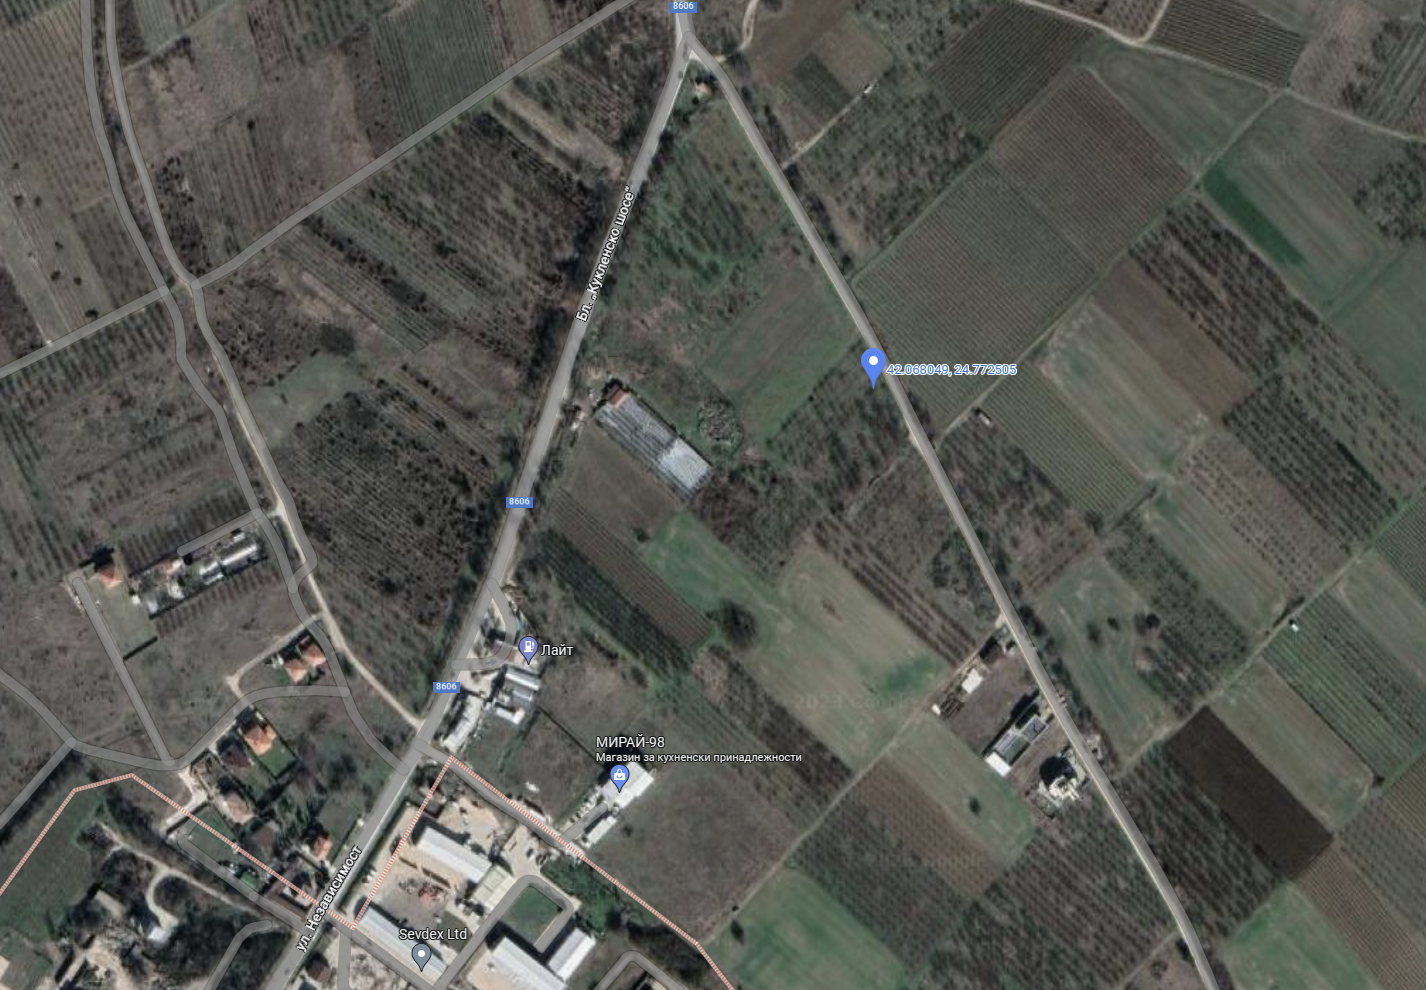 8606
Бл. „Кукленско шосе"
42.068049, 24.772505
8606
Лайт
8606
МИРАЙ-98
Магазин за кухненски принадлежности
ул. Независимост
Sevdex Ltd